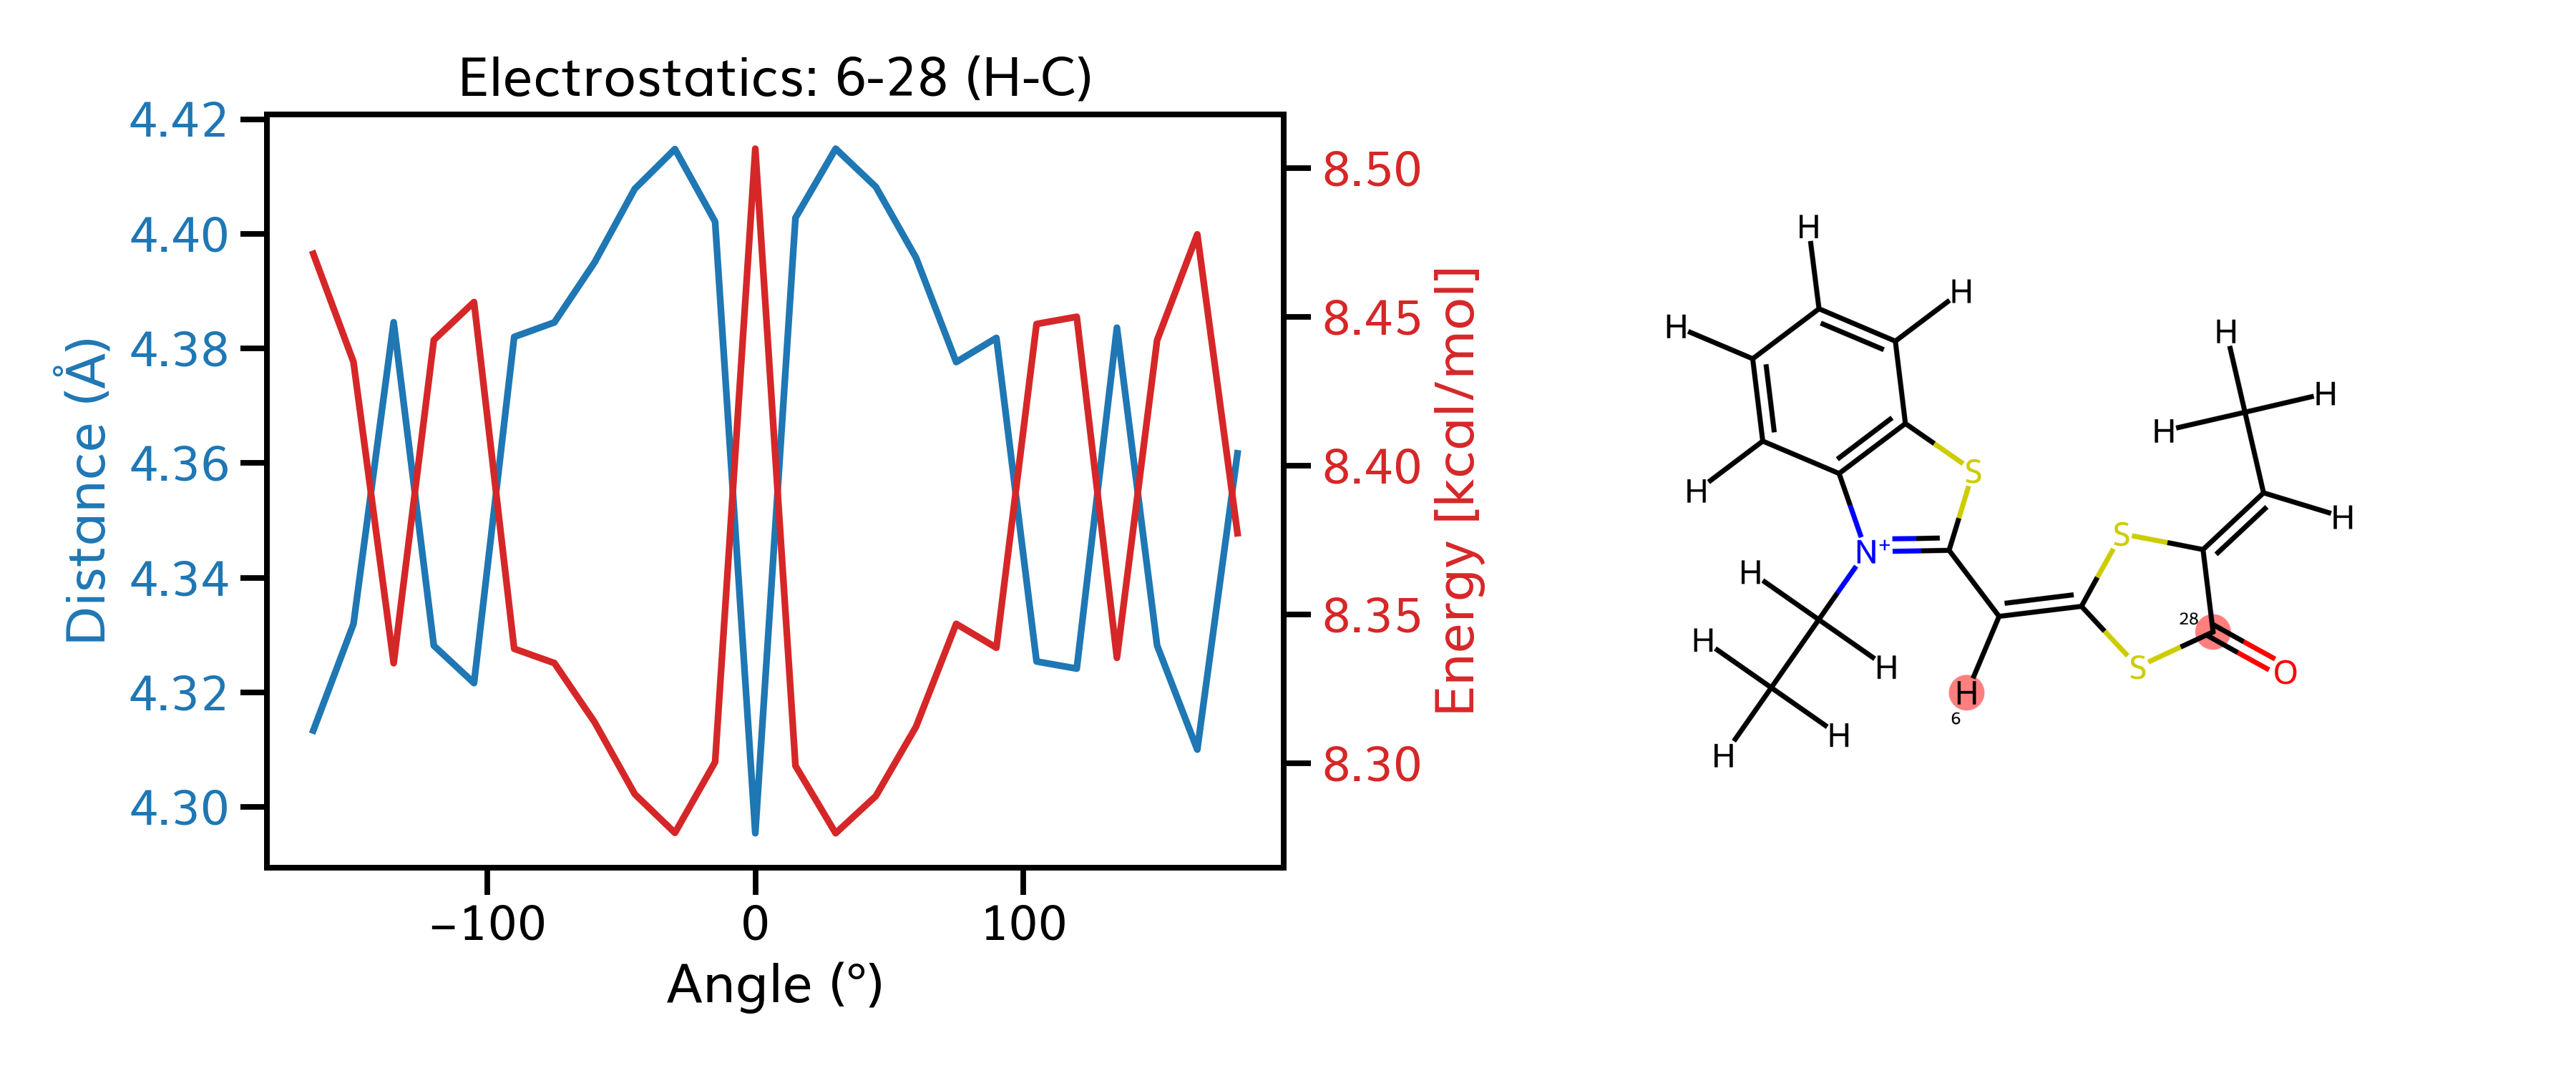 Electrostatics: 6-28 (H-C)
4.42
4.40
4.38
4.36
4.34
4.32
4.30
Distance (Å)
8.50
8.45
8.40
8.35
8.30
Energy [kcal/mol]
−100 0 100
Angle (°)
H
H
H
H
S
N+
H
H
H
H
H
H
6
S
S
28
O
H
H
H
H